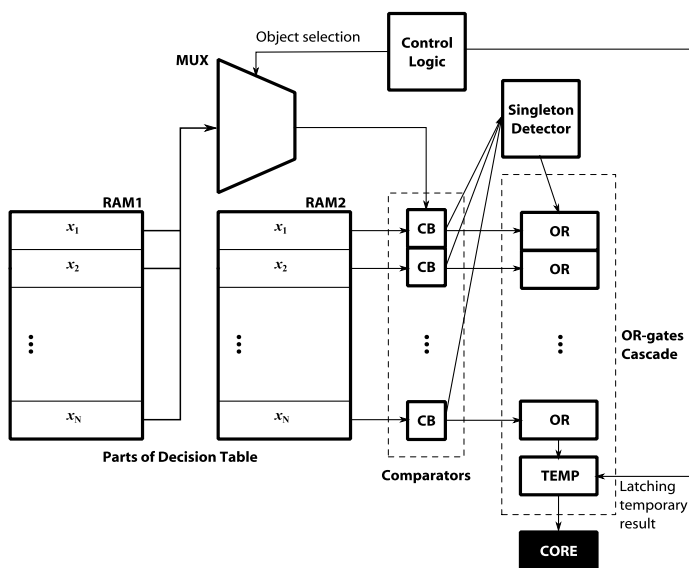 Object selection
Control
Logic
MUX
Singleton
Detector
RAM1
RAM2
x1
x1
CB
OR
x2
x2
CB
OR
OR-gates
Cascade
xN
xN
CB
OR
Parts of Decision Table
Comparators
TEMP
Latching
temporary
result
CORE